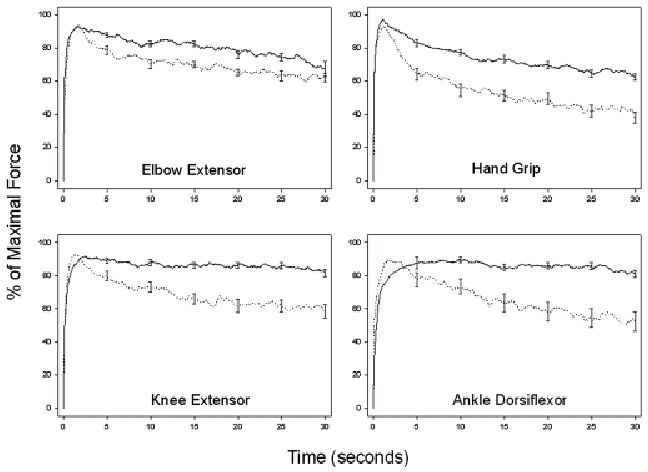 % of Maximal Force
100
80
60
40
20
0
0 5 10 15 20 25 30
Elbow Extensor
100
80
60
40
20
0
0 5 10 15 20 25 30
Hand Grip
100
80
60
40
20
0
0 5 10 15 20 25 30
Knee Extensor
100
80
60
40
20
0
0 5 10 15 20 25 30
Ankle Dorsiflexor
Time (seconds)